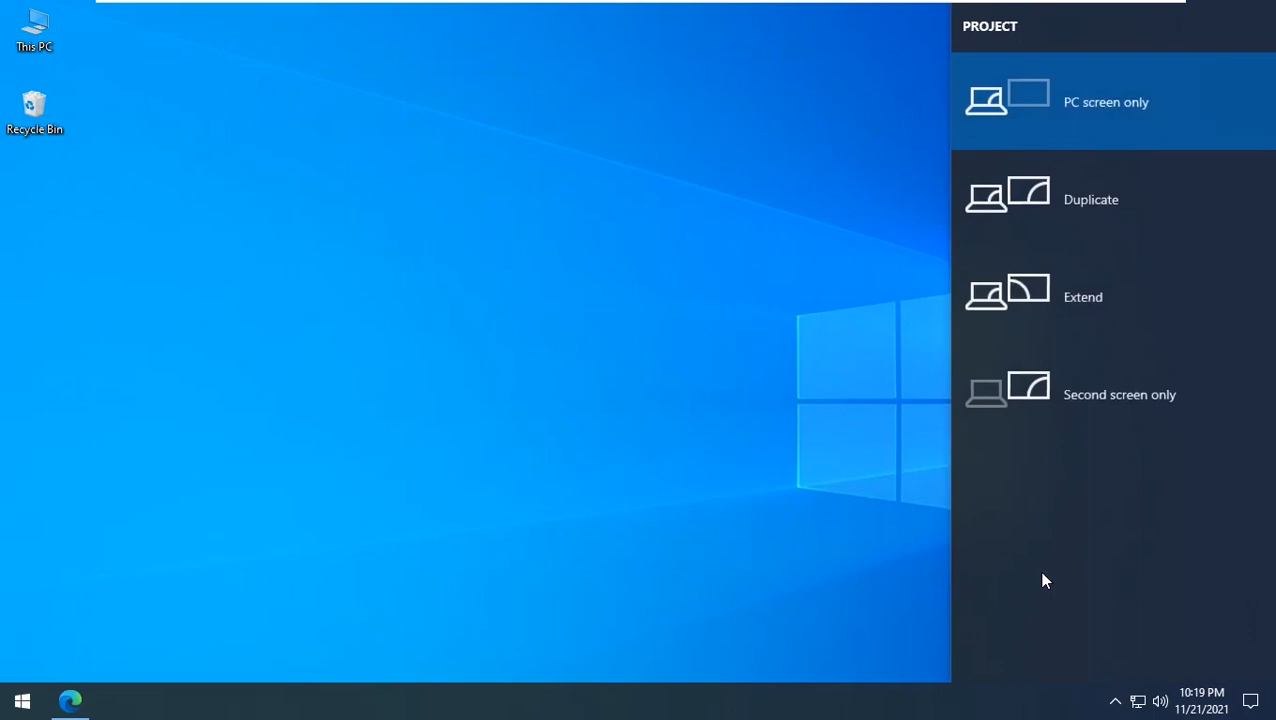 This PC
Recycle Bin
PROJECT
PC screen only
Duplicate
Extend
Second screen only
10:19 PM
11/21/2021